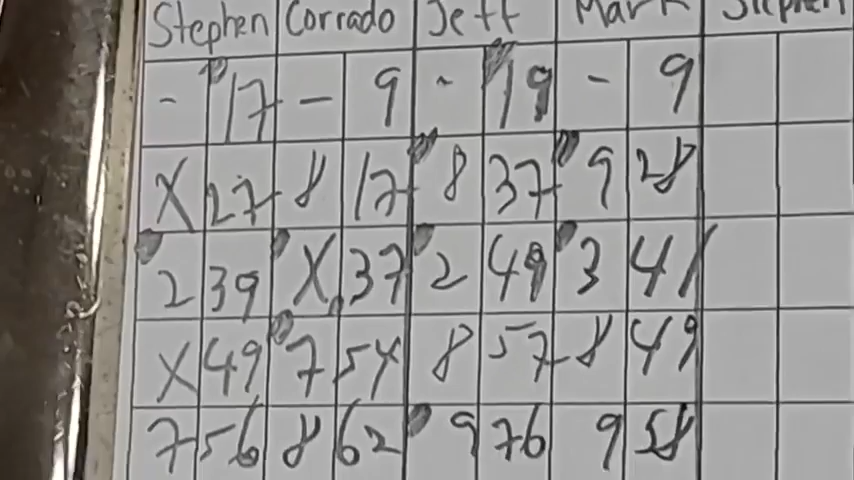 Stephen Corrado Jeff Mark Stephen
- 17 - 9 - 19 - 9
X 27 8 17 8 37 9 28
2 39 X 37 2 49 3 41
X 49 7 54 8 57 8 49
7 56 8 62 9 76 9 58